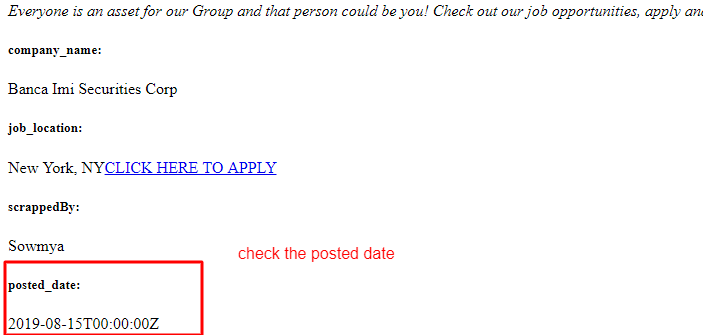 Everyone is an asset for our Group and that person could be you! Check out our job opportunities, apply and
company_name:
Banca Imi Securities Corp
job_location:
New York, NYCLICK HERE TO APPLY
scrappedBy:
Sowmya
check the posted date
posted_date:
2019-08-15T00:00:00Z